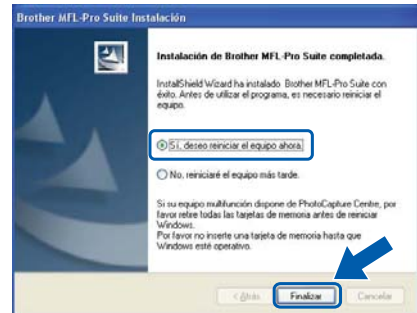 Brother MFL-Pro Suite Instalación
Instalación de Brother MFL-Pro Suite completada.
InstallShield Wizard ha instalado Brother MFL-Pro Suite con
éxito. Antes de utilizar el programa, es necesario reiniciar el
equipo.
Sí, deseo reiniciar el equipo ahora.
No, reiniciaré el equipo más tarde.
Si su equipo multifunción dispone de PhotoCapture Centre, por
favor retire todas las tarjetas de memoria antes de reiniciar
Windows.
Por favor no inserte una tarjeta de memoria hasta que
Windows esté operativo.
< Atrás
Finalizar
Cancelar